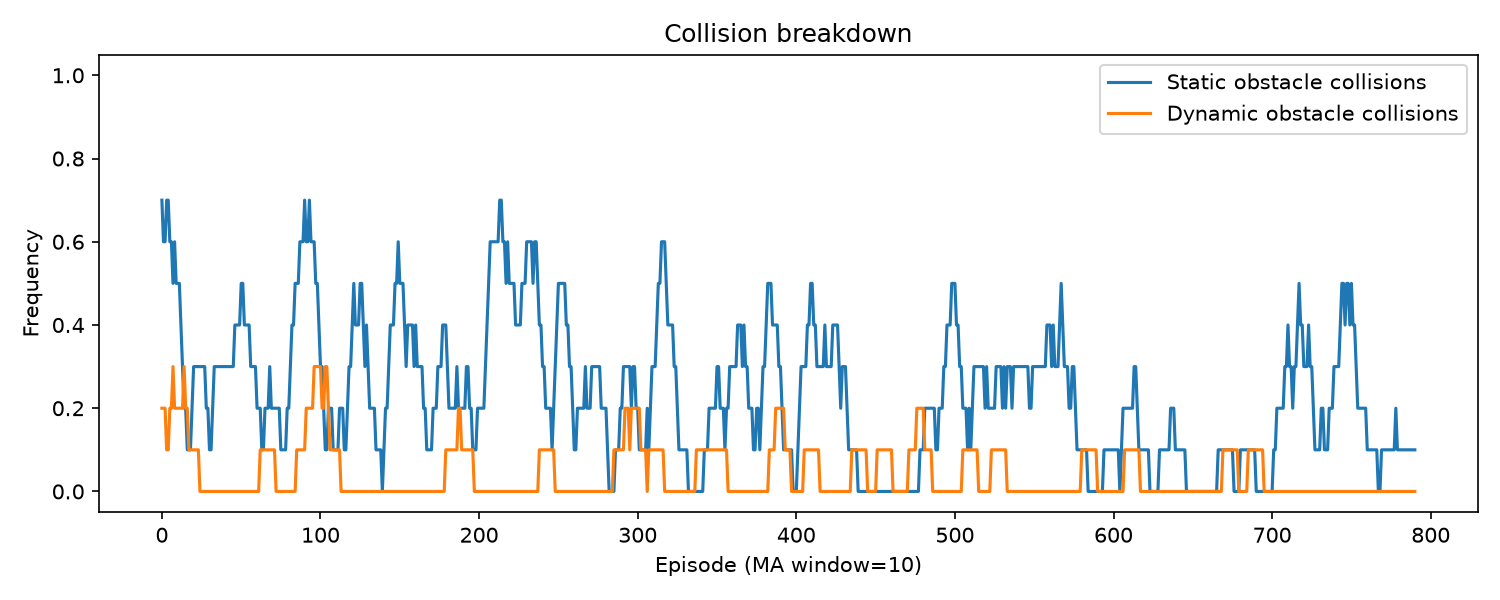 Collision breakdown
Static obstacle collisions
Dynamic obstacle collisions
Frequency
1.0
0.8
0.6
0.4
0.2
0.0
0 100 200 300 400 500 600 700 800
Episode (MA window=10)